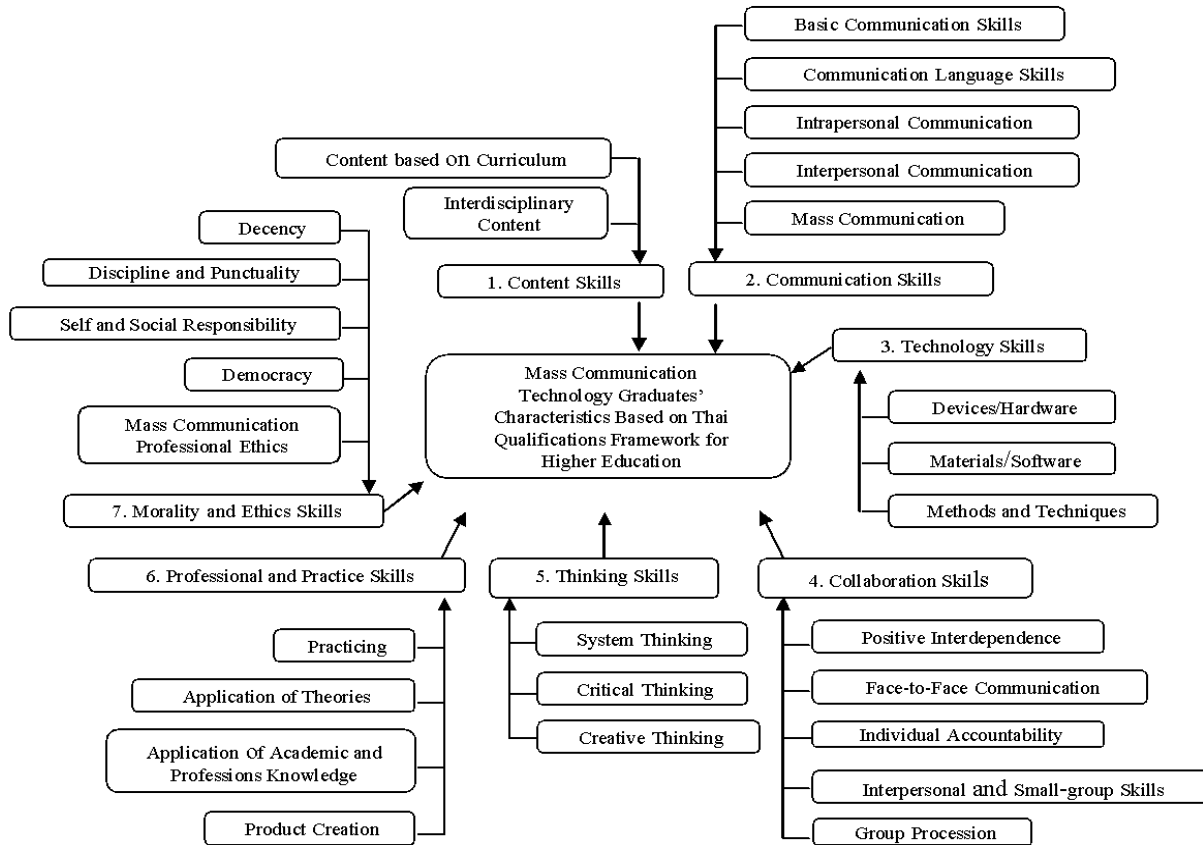 Basic Communication Skills
Communication Language Skills
Intrapersonal Communication
Interpersonal Communication
Mass Communication
2. Communication Skills
Content based on Curriculum
Interdisciplinary
Content
1. Content Skills
Decency
Discipline and Punctuality
Self and Social Responsibility
Democracy
Mass Communication
Professional Ethics
7. Morality and Ethics Skills
Mass Communication
Technology Graduates’
Characteristics Based on Thai
Qualifications Framework for
Higher Education
3. Technology Skills
Devices/Hardware
Materials/Software
Methods and Techniques
6. Professional and Practice Skills
Practicing
Application of Theories
Application of Academic and
Professions Knowledge
Product Creation
5. Thinking Skills
System Thinking
Critical Thinking
Creative Thinking
4. Collaboration Skills
Positive Interdependence
Face-to-Face Communication
Individual Accountability
Interpersonal and Small-group Skills
Group Procession